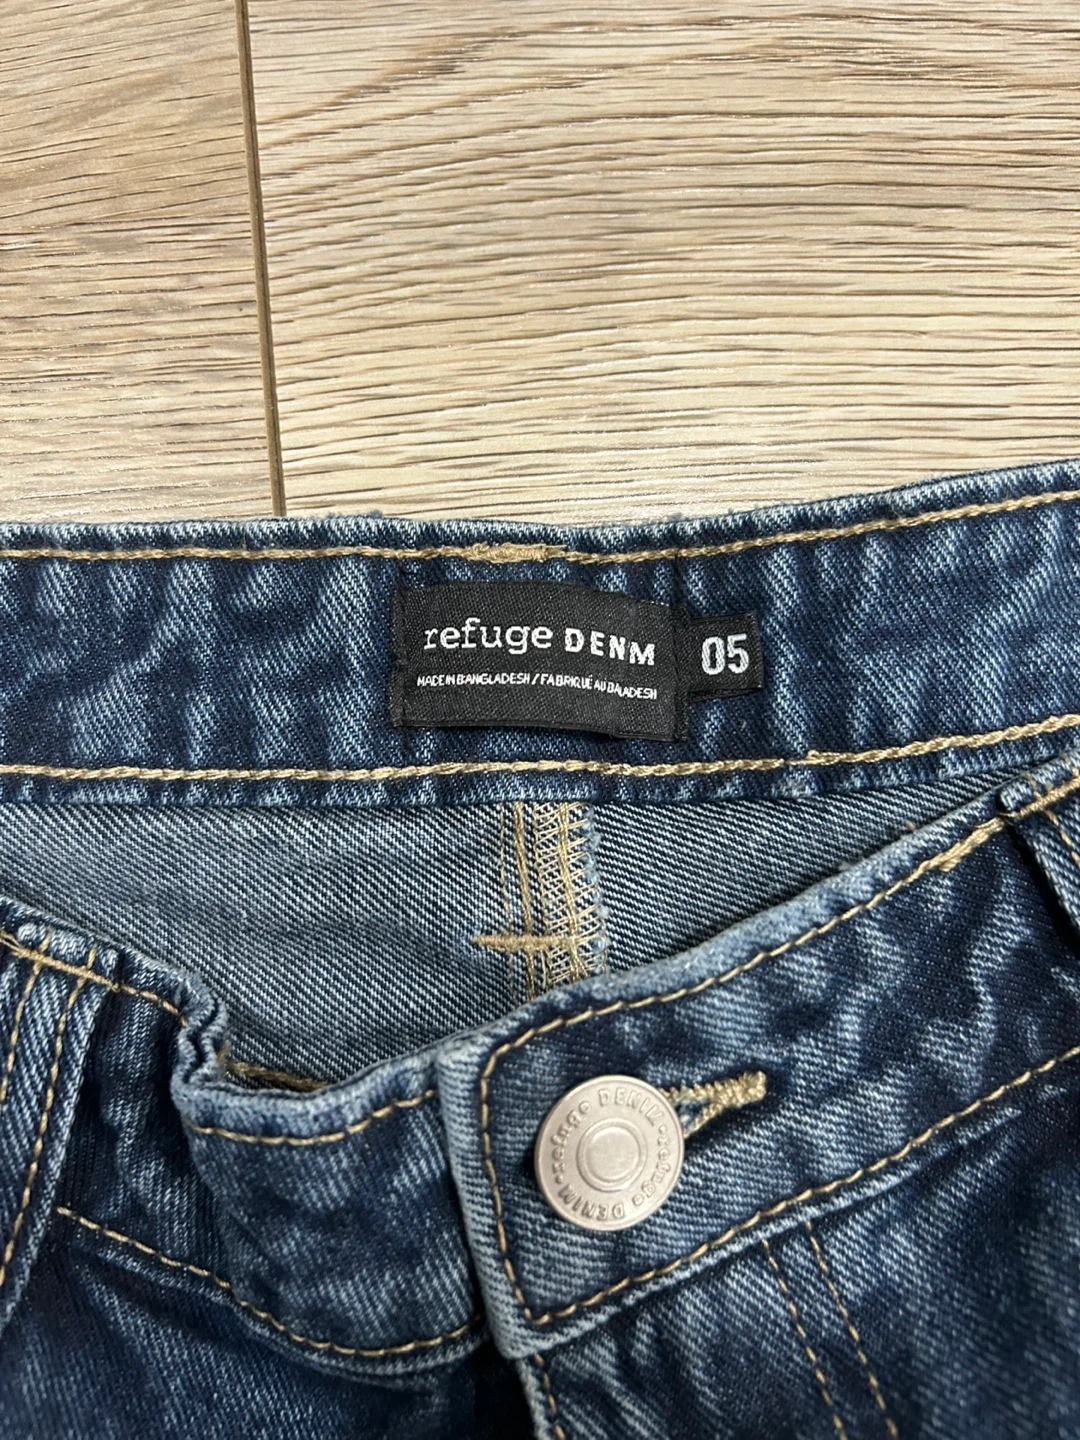 refuge DENM
05
MADE IN BANGLADESH / FABRIQUÉ AU BALADESH
refuge DENIM • refuge DENIM •